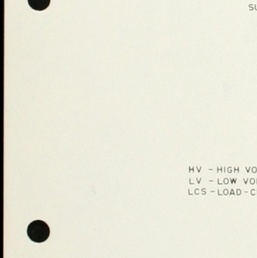 SU
HV - HIGH VO
LV - LOW VO
LCS - LOAD - C